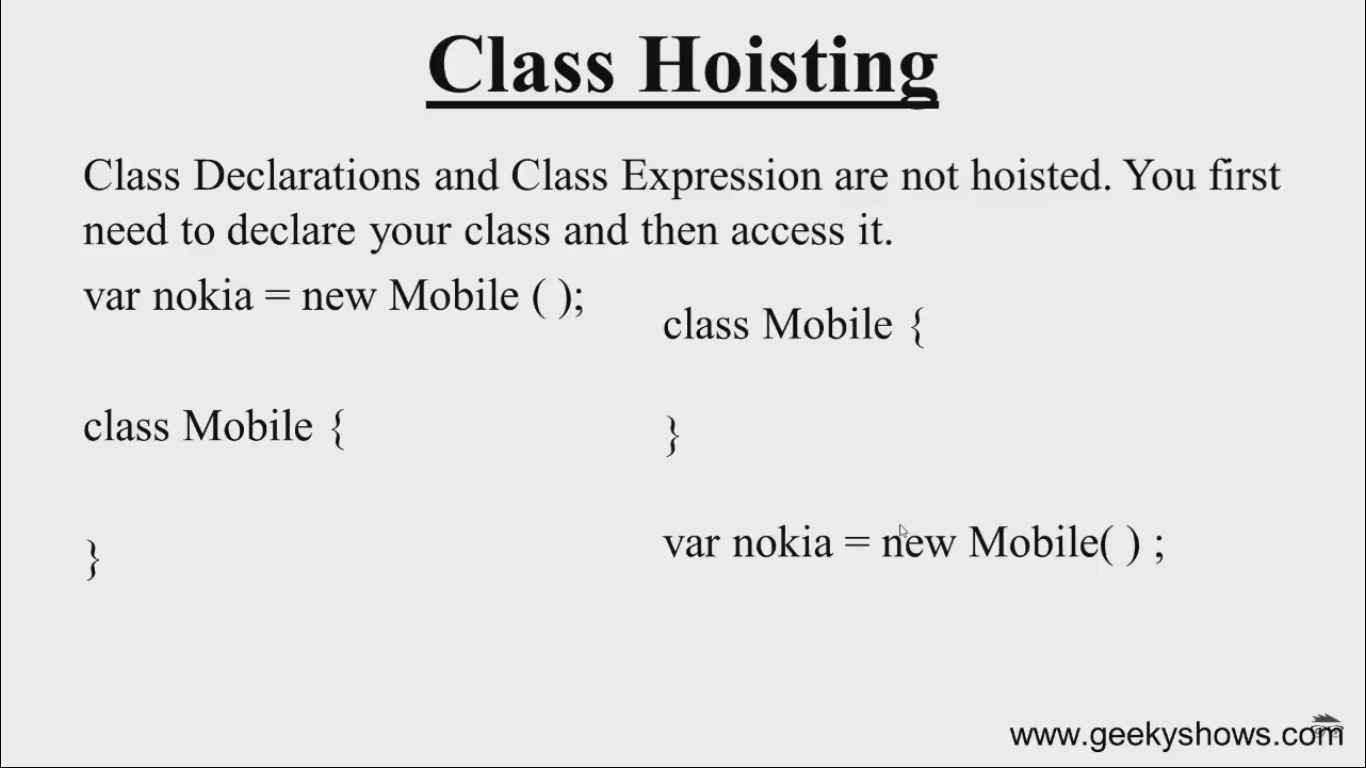 Class Hoisting
Class Declarations and Class Expression are not hoisted. You first
need to declare your class and then access it.
var nokia = new Mobile ( );
class Mobile {
}
class Mobile {
}
var nokia = new Mobile( ) ;
www.geekyshows.com